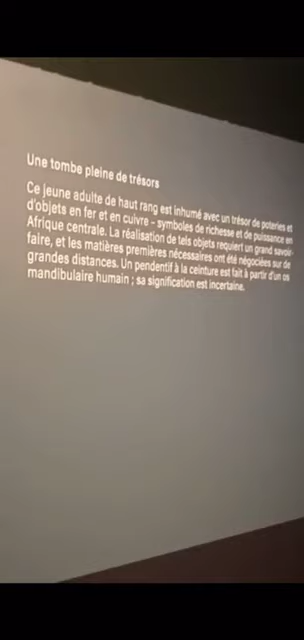 Une tombe pleine de trésors
Ce jeune adulte de haut rang est inhumé avec un trésor de poteries et
d'objets en fer et en cuivre – symboles de richesse et de puissance en
Afrique centrale. La réalisation de tels objets requiert un grand savoir-
faire, et les matières premières nécessaires ont été négociées sur de
grandes distances. Un pendentif à la ceinture est fait à partir d'un os
mandibulaire humain ; sa signification est incertaine.